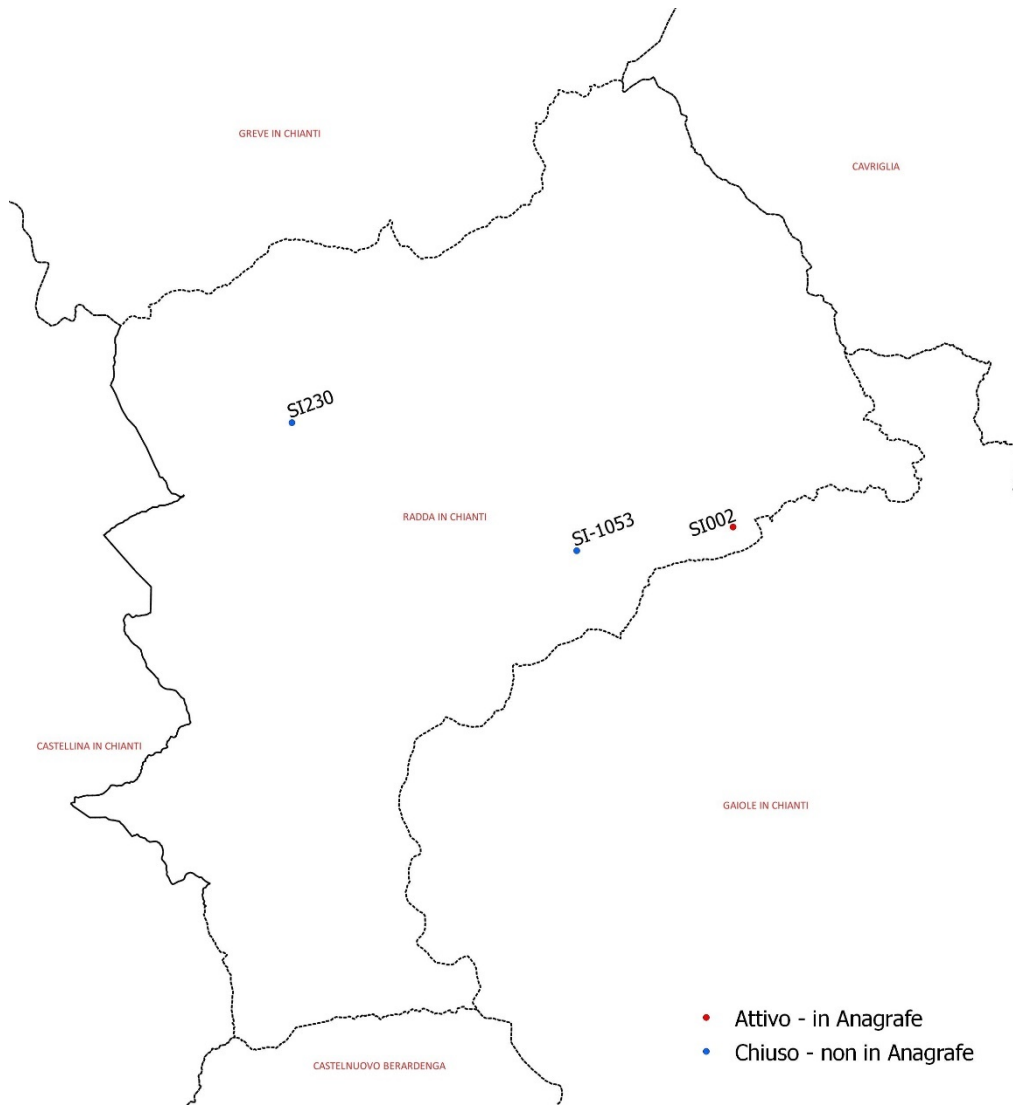 GREVE IN CHIANTI
CAVRIGLIA
SI230
RADDA IN CHIANTI
SI-1053
SI002
CASTELLINA IN CHIANTI
GAIOLE IN CHIANTI
Attivo - in Anagrafe
Chiuso - non in Anagrafe
CASTELNUOVO BERARDENGA